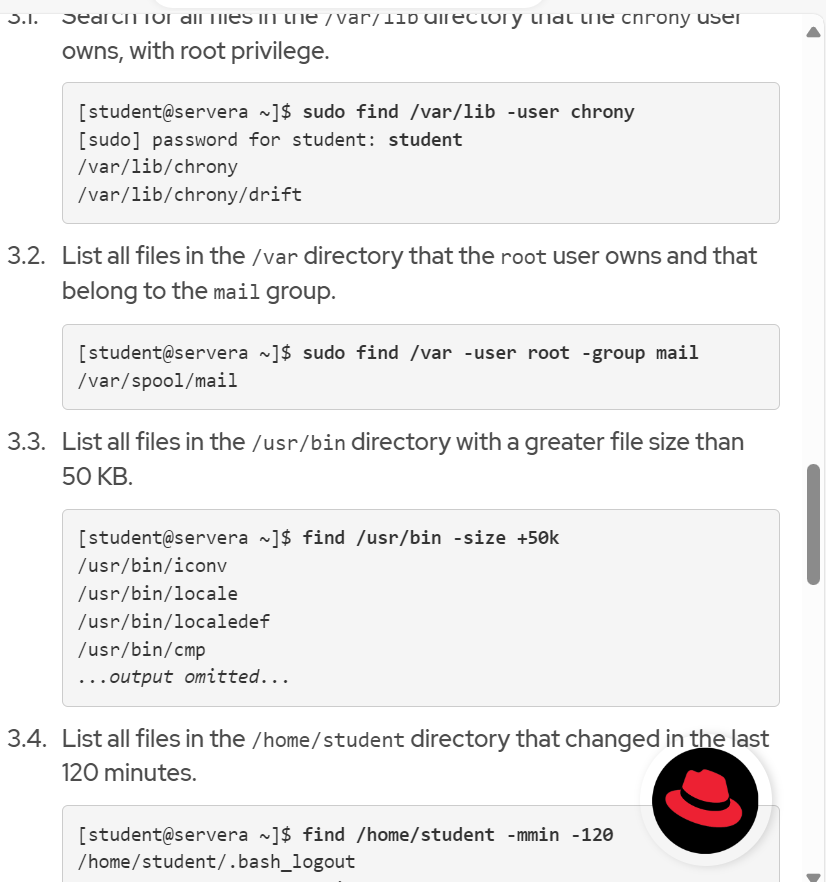 3.1. Search for all files in the /var/lib directory that the chrony user
owns, with root privilege.
[student@servera ~]$ sudo find /var/lib -user chrony
[sudo] password for student: student
/var/lib/chrony
/var/lib/chrony/drift
3.2. List all files in the /var directory that the root user owns and that
belong to the mail group.
[student@servera ~]$ sudo find /var -user root -group mail
/var/spool/mail
3.3. List all files in the /usr/bin directory with a greater file size than
50 KB.
[student@servera ~]$ find /usr/bin -size +50k
/usr/bin/iconv
/usr/bin/locale
/usr/bin/localedef
/usr/bin/cmp
...output omitted...
3.4. List all files in the /home/student directory that changed in the last
120 minutes.
[student@servera ~]$ find /home/student -mmin -120
/home/student/.bash_logout